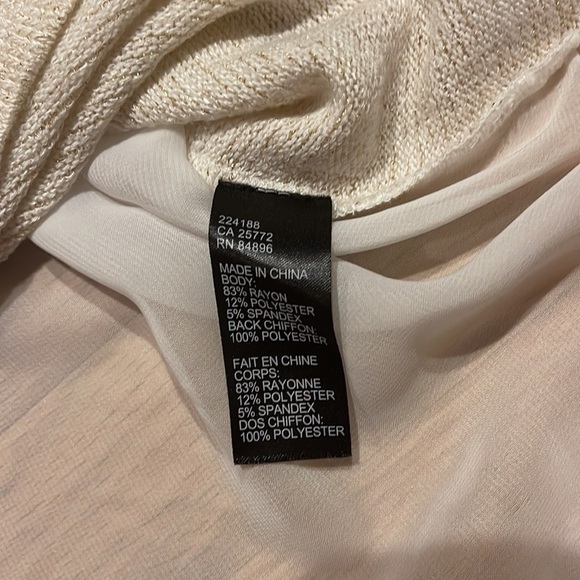 224188
CA 25772
RN 84896
MADE IN CHINA
BODY:
83% RAYON
12% POLYESTER
5% SPANDEX
BACK CHIFFON:
100% POLYESTER
FAIT EN CHINE
CORPS:
83% RAYONNE
12% POLYESTER
5% SPANDEX
DOS CHIFFON:
100% POLYESTER